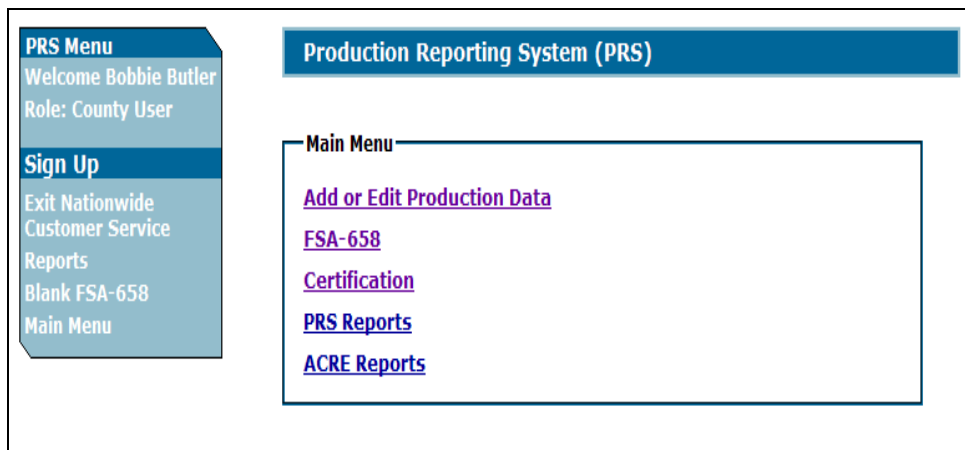 PRS Menu
Welcome Bobbie Butler
Role: County User
Sign Up
Exit Nationwide
Customer Service
Reports
Blank FSA-658
Main Menu
Production Reporting System (PRS)
Main Menu
Add or Edit Production Data
FSA-658
Certification
PRS Reports
ACRE Reports